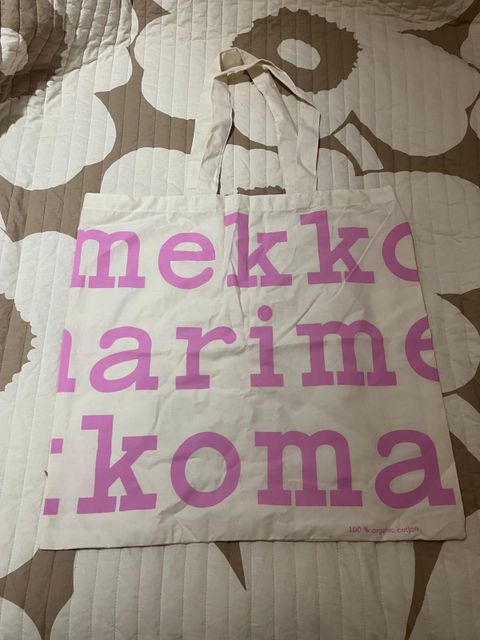 mekko
arime
koma
100 % organic cotton